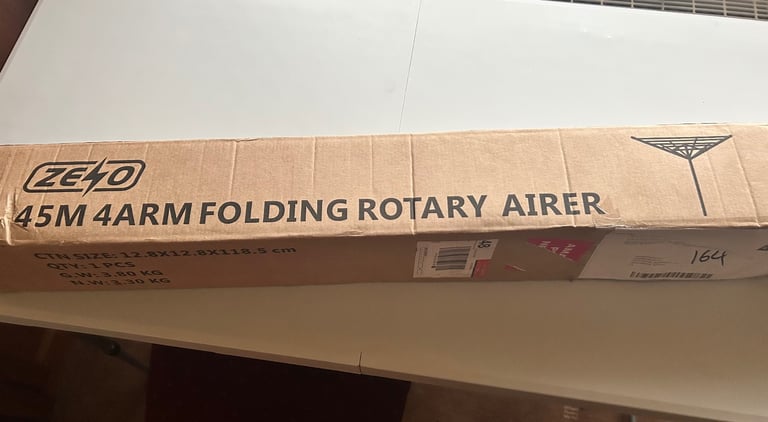 ZENO
45M 4ARM FOLDING ROTARY AIRER
CTN SIZE: 12.8X12.8X118.5 cm
QTY: 1 PCS
G.W.: 3.80 KG
N.W.: 3.30 KG
164